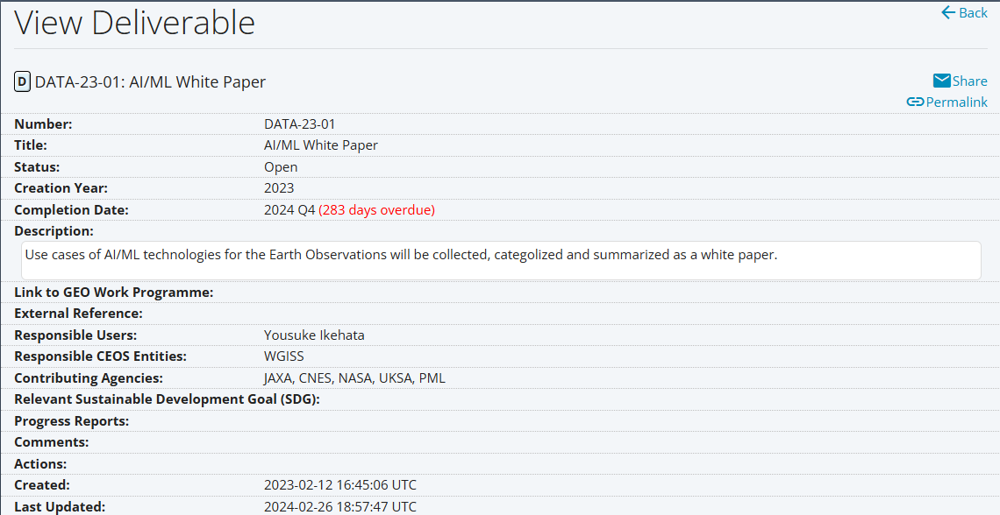 View Deliverable
Back
D DATA-23-01: AI/ML White Paper
Share
Permalink
Number: DATA-23-01
Title: AI/ML White Paper
Status: Open
Creation Year: 2023
Completion Date: 2024 Q4 (283 days overdue)
Description:
Use cases of AI/ML technologies for the Earth Observations will be collected, categolized and summarized as a white paper.
Link to GEO Work Programme:
External Reference:
Responsible Users: Yousuke Ikehata
Responsible CEOS Entities: WGISS
Contributing Agencies: JAXA, CNES, NASA, UKSA, PML
Relevant Sustainable Development Goal (SDG):
Progress Reports:
Comments:
Actions:
Created: 2023-02-12 16:45:06 UTC
Last Updated: 2024-02-26 18:57:47 UTC